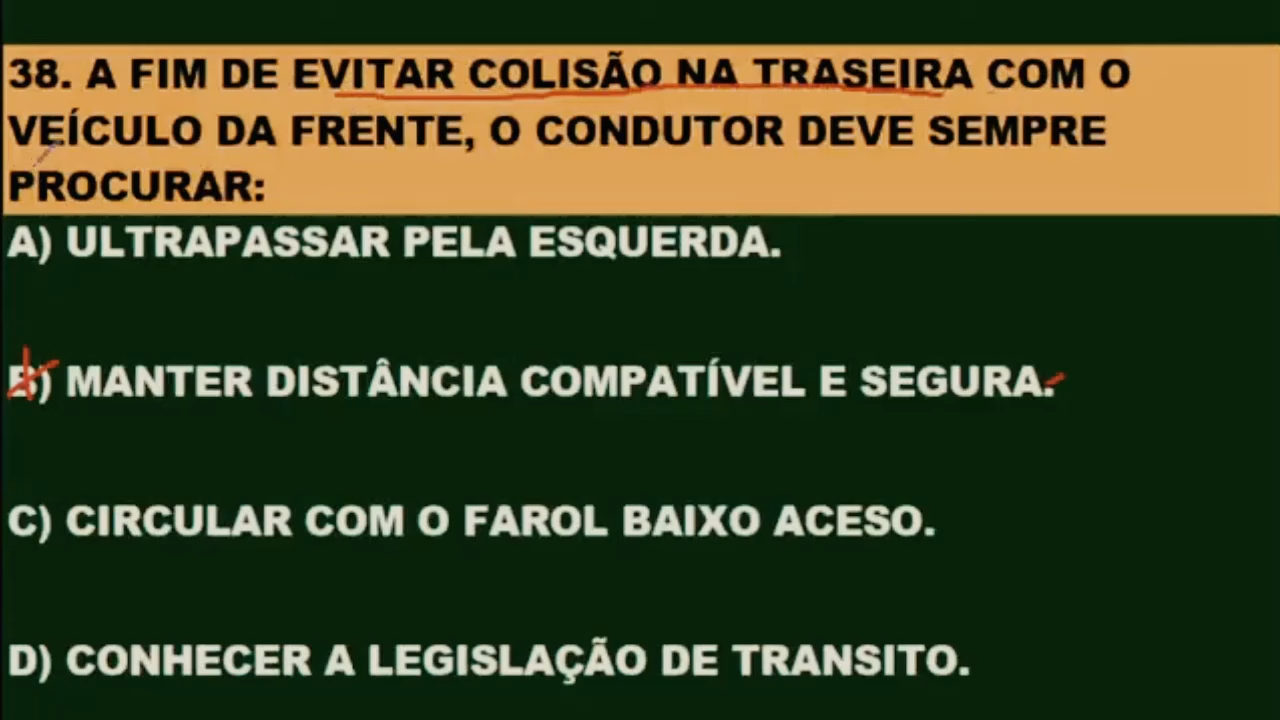 38. A FIM DE EVITAR COLISÃO NA TRASEIRA COM O
VEÍCULO DA FRENTE, O CONDUTOR DEVE SEMPRE
PROCURAR:
A) ULTRAPASSAR PELA ESQUERDA.
B) MANTER DISTÂNCIA COMPATÍVEL E SEGURA.
C) CIRCULAR COM O FAROL BAIXO ACESO.
D) CONHECER A LEGISLAÇÃO DE TRANSITO.